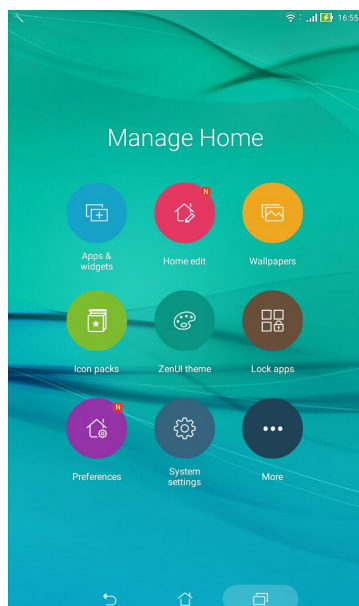 16:55
Manage Home
N
Apps &
widgets
Home edit
Wallpapers
Icon packs
ZenUI theme
Lock apps
N
Preferences
System
settings
More